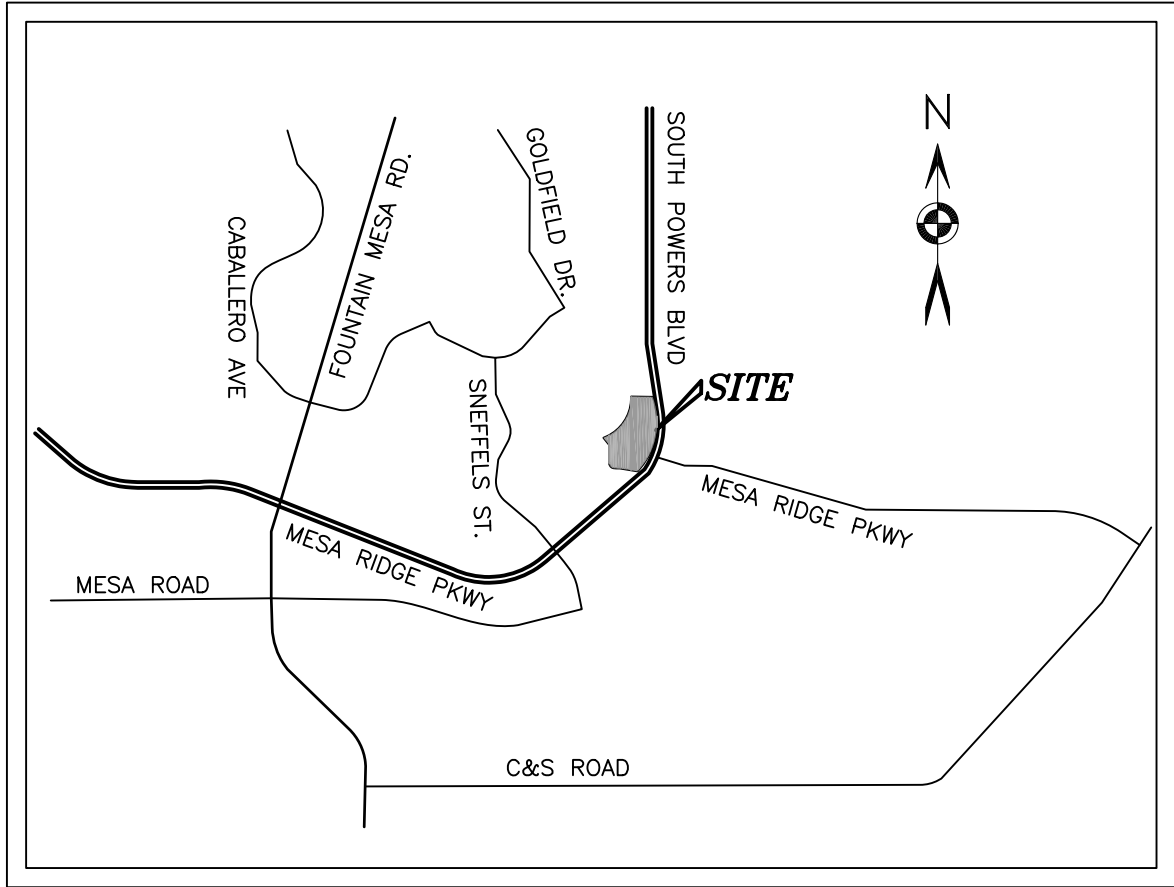 N
SOUTH POWERS BLVD
GOLDFIELD DR.
FOUNTAIN MESA RD.
CABALLERO AVE
SNEFFELS ST.
SITE
MESA RIDGE PKWY
MESA RIDGE PKWY
MESA ROAD
C&S ROAD